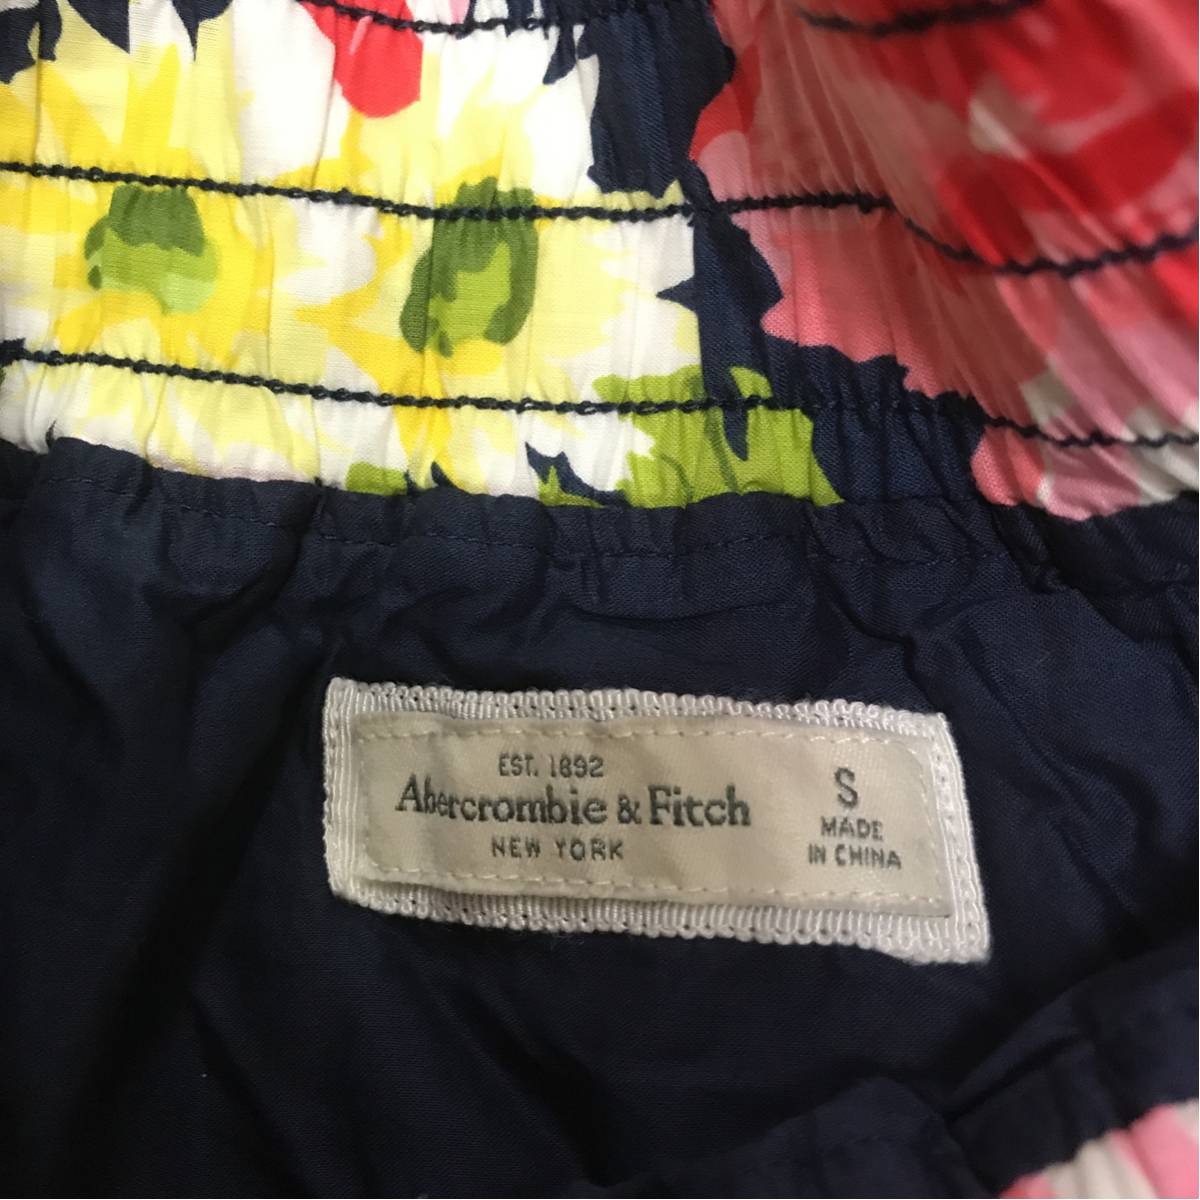 EST. 1892
Abercrombie & Fitch
NEW YORK
S
MADE
IN CHINA